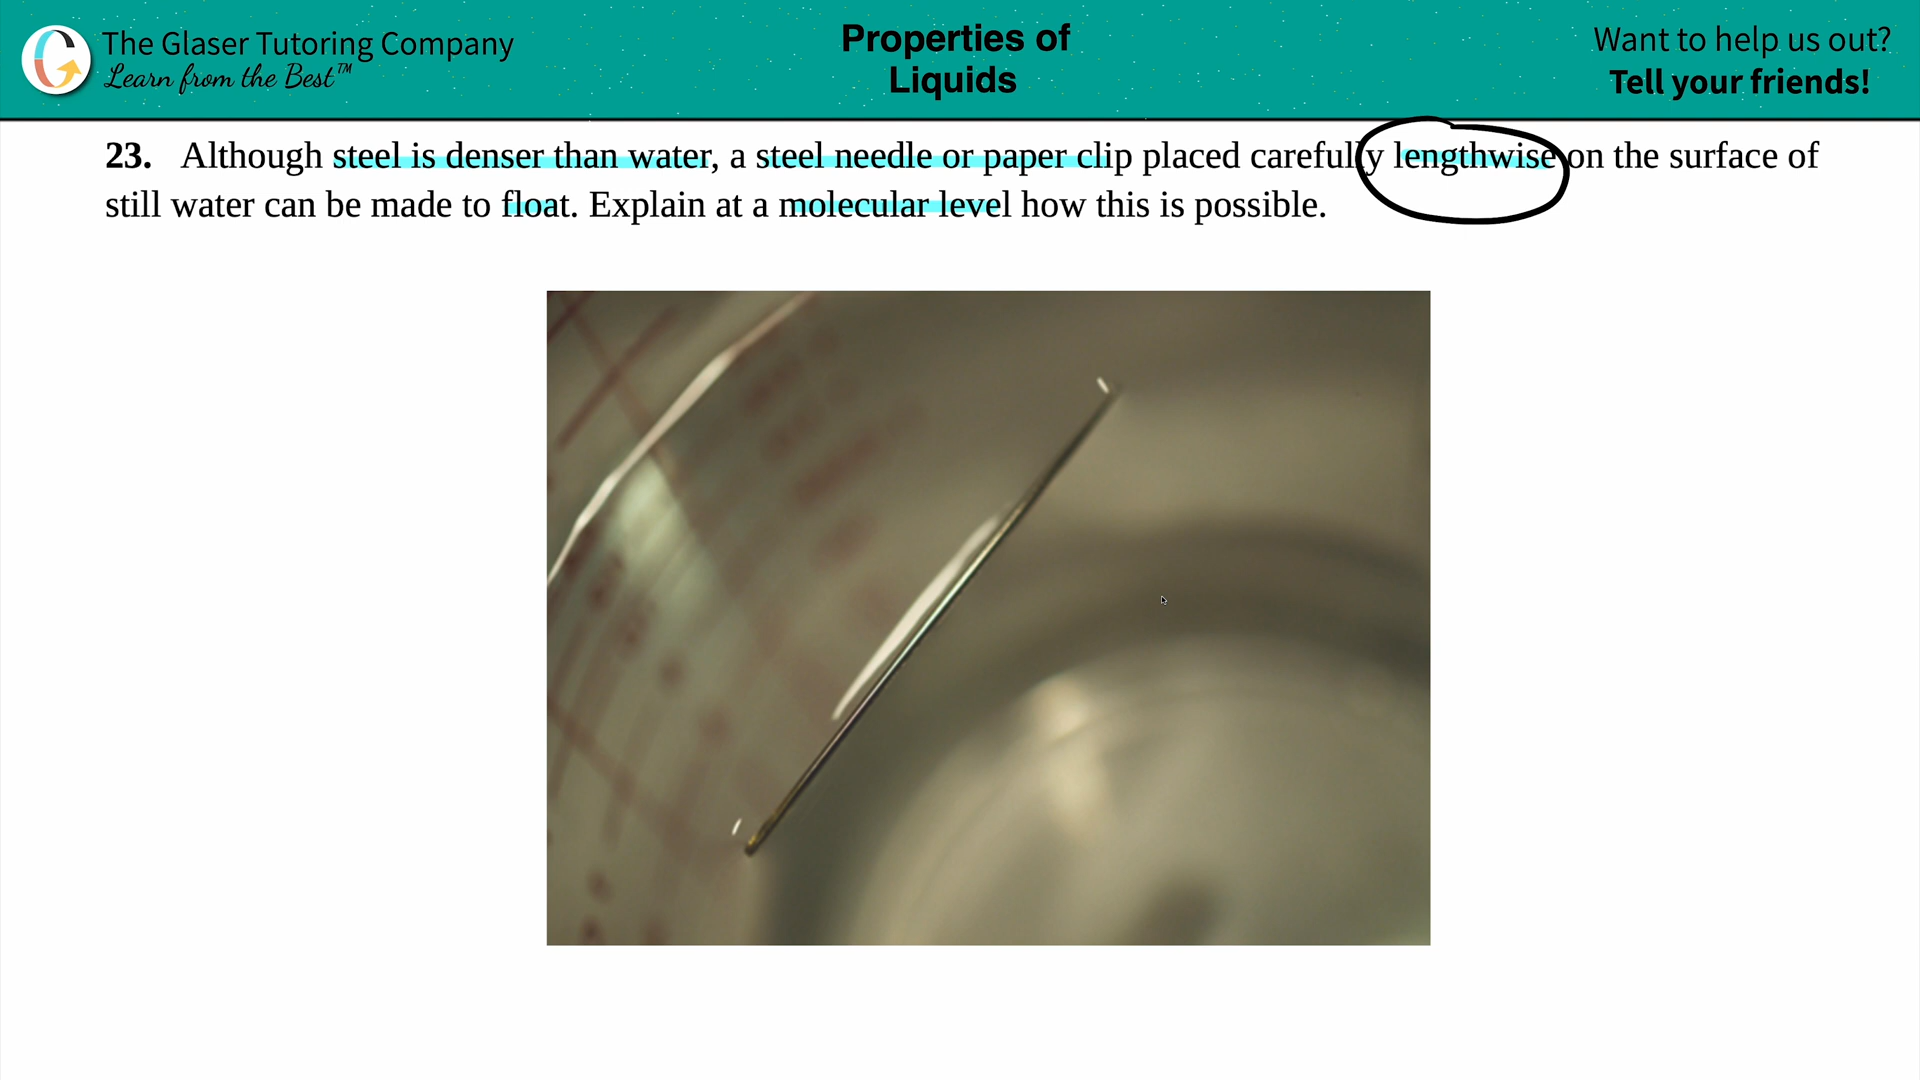 The Glaser Tutoring Company
Learn from the Best™
Properties of
Liquids
Want to help us out?
Tell your friends!
23. Although steel is denser than water, a steel needle or paper clip placed carefully lengthwise on the surface of
still water can be made to float. Explain at a molecular level how this is possible.